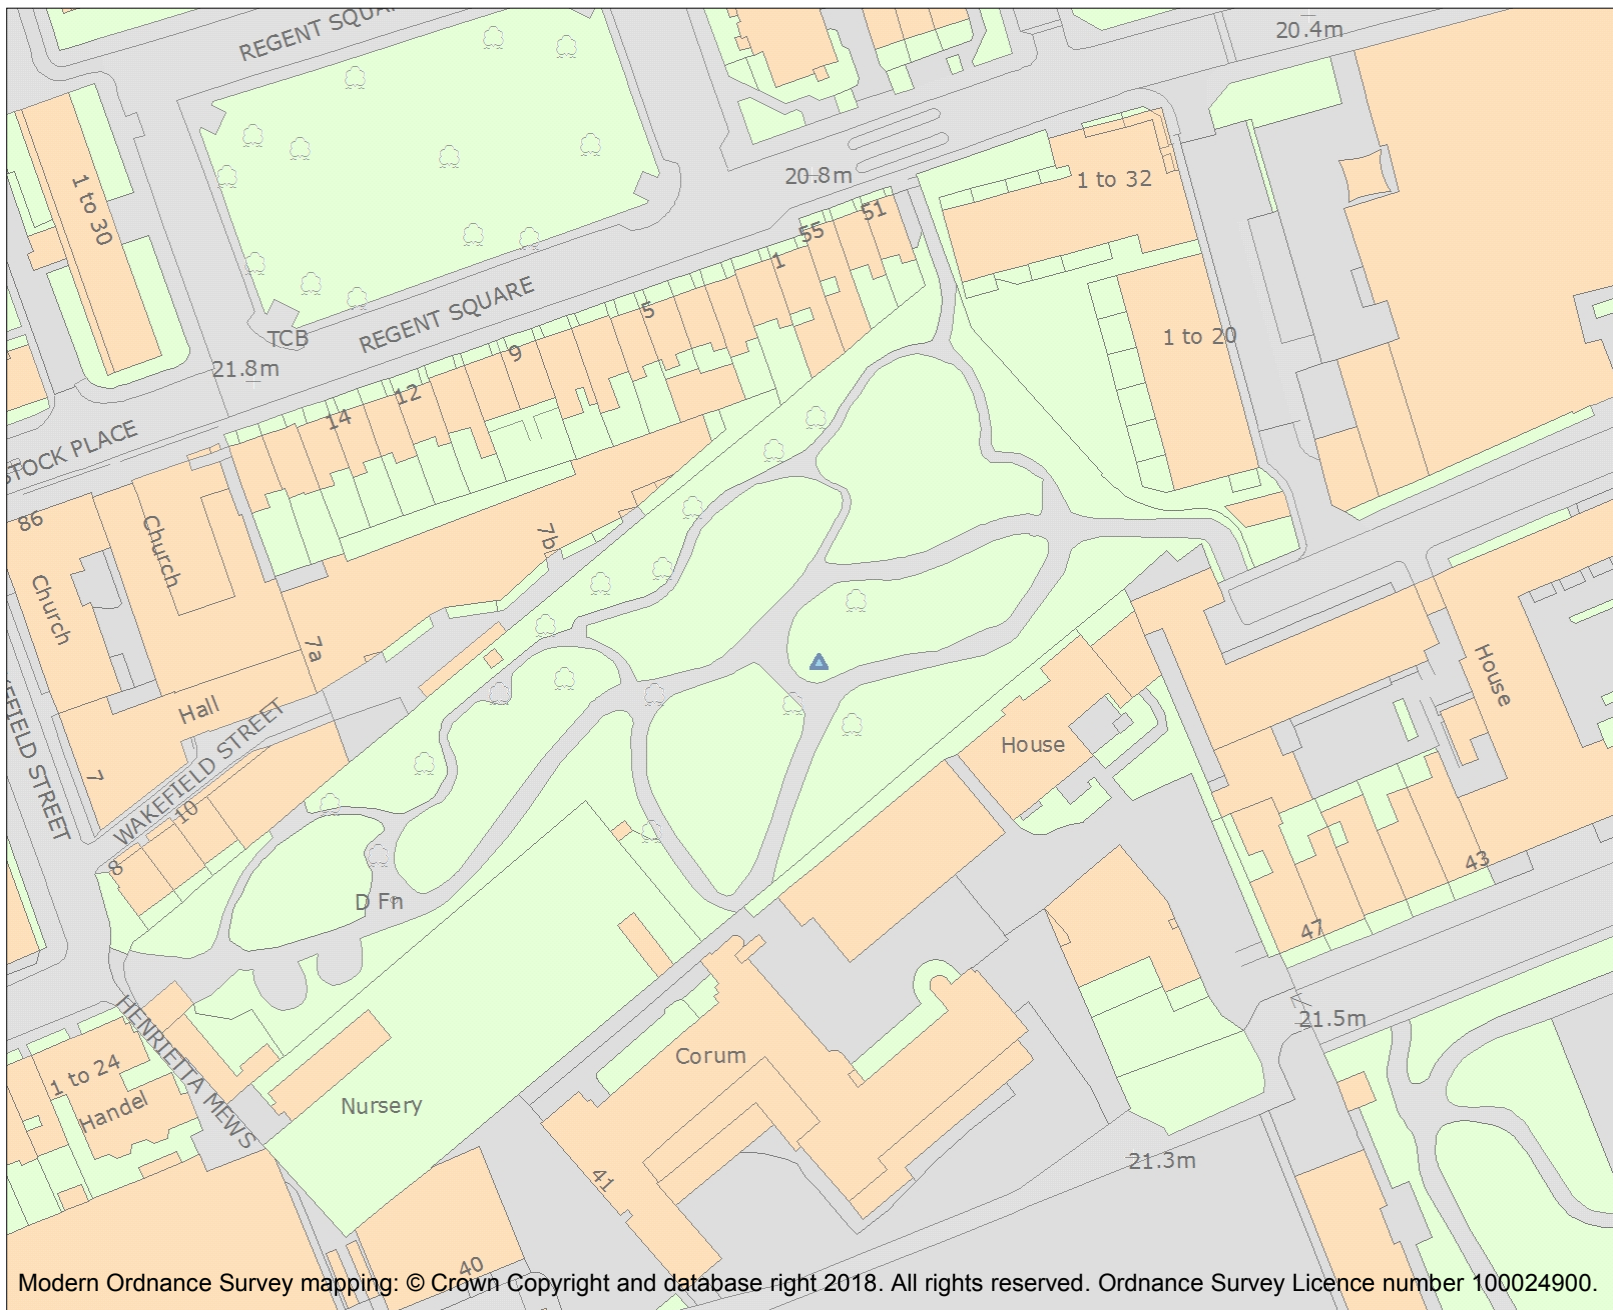 REGENT SQUA
20.4m
1 to 30
20.8m
1 to 32
51
55
1
REGENT SQUARE
5
TCB
9
1 to 20
21.8m
12
14
STOCK PLACE
86
Church
Church
7b
7a
House
Hall
WAKEFIELD STREET
FIELD STREET
7
House
10
8
43
D Fn
47
HENRIETTA MEWS
21.5m
1 to 24
Handel
Corum
Nursery
21.3m
41
40
Modern Ordnance Survey mapping: © Crown Copyright and database right 2018. All rights reserved. Ordnance Survey Licence number 100024900.